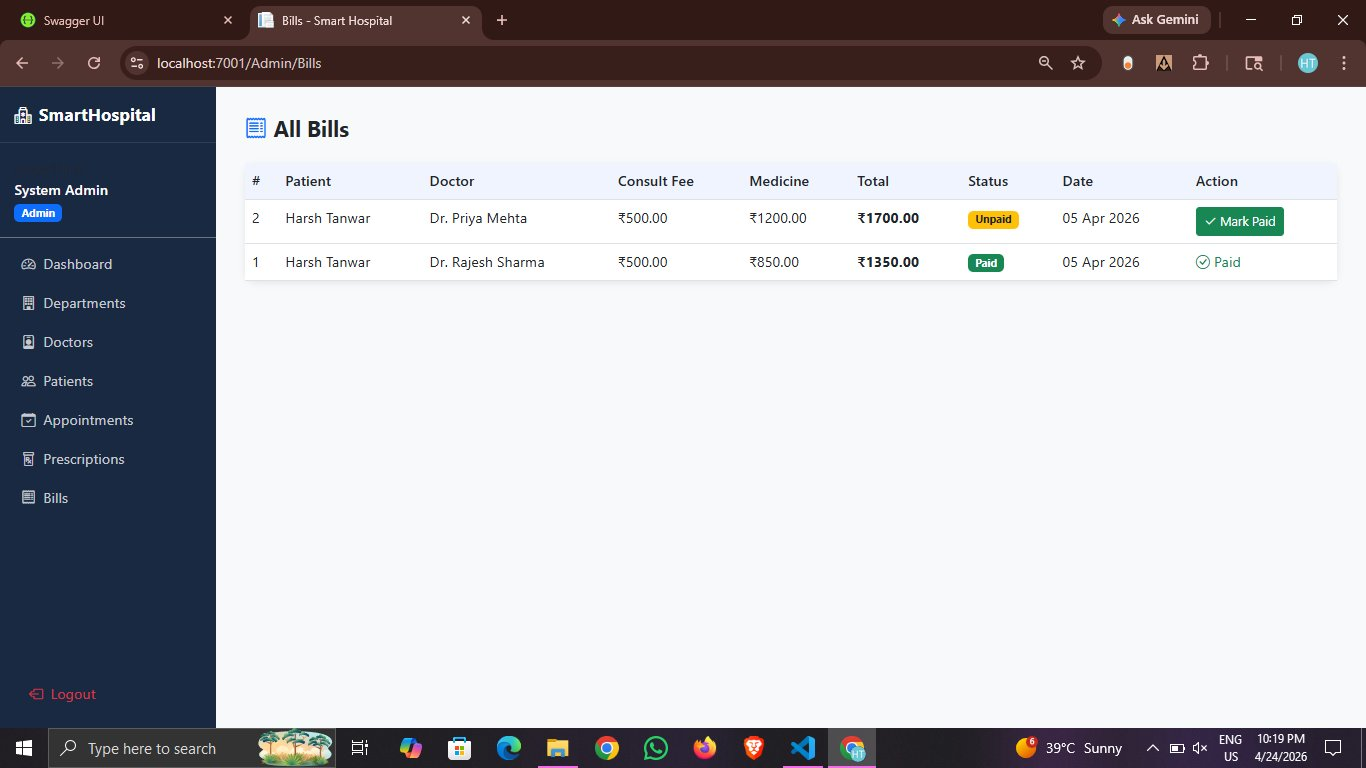 Swagger UI
Bills - Smart Hospital
Ask Gemini
localhost:7001/Admin/Bills
HT
SmartHospital
System Admin
Admin
Dashboard
Departments
Doctors
Patients
Appointments
Prescriptions
Bills
Logout
All Bills
# Patient Doctor Consult Fee Medicine Total Status Date Action
2 Harsh Tanwar Dr. Priya Mehta ₹500.00 ₹1200.00 ₹1700.00 Unpaid 05 Apr 2026 Mark Paid
1 Harsh Tanwar Dr. Rajesh Sharma ₹500.00 ₹850.00 ₹1350.00 Paid 05 Apr 2026 Paid
Type here to search
HT
6
39°C Sunny
ENG
US
10:19 PM
4/24/2026